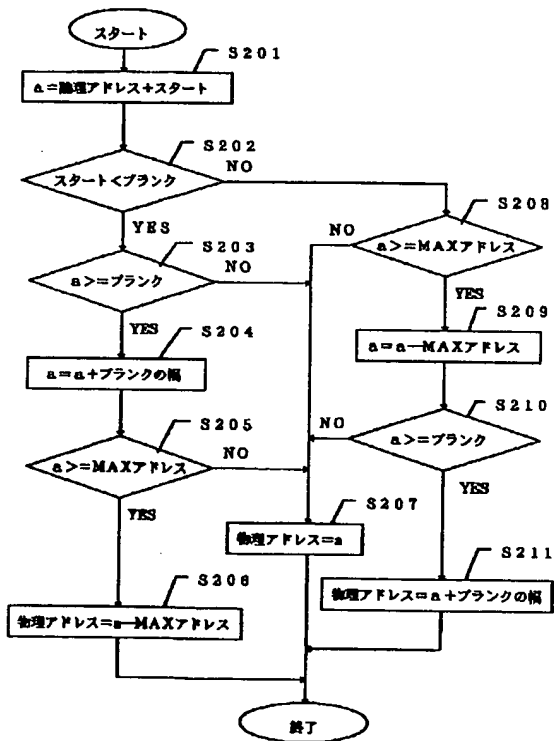 スタート
S201
a=論理アドレス+スタート
S202
スタート<ブランク
NO
YES
S203
a>=ブランク
NO
YES
S204
a=a+ブランクの幅
S205
a>=MAXアドレス
NO
YES
S206
物理アドレス=a-MAXアドレス
S207
物理アドレス=a
S208
NO
a>=MAXアドレス
YES
S209
a=a-MAXアドレス
S210
NO
a>=ブランク
YES
S211
物理アドレス=a+ブランクの幅
終了